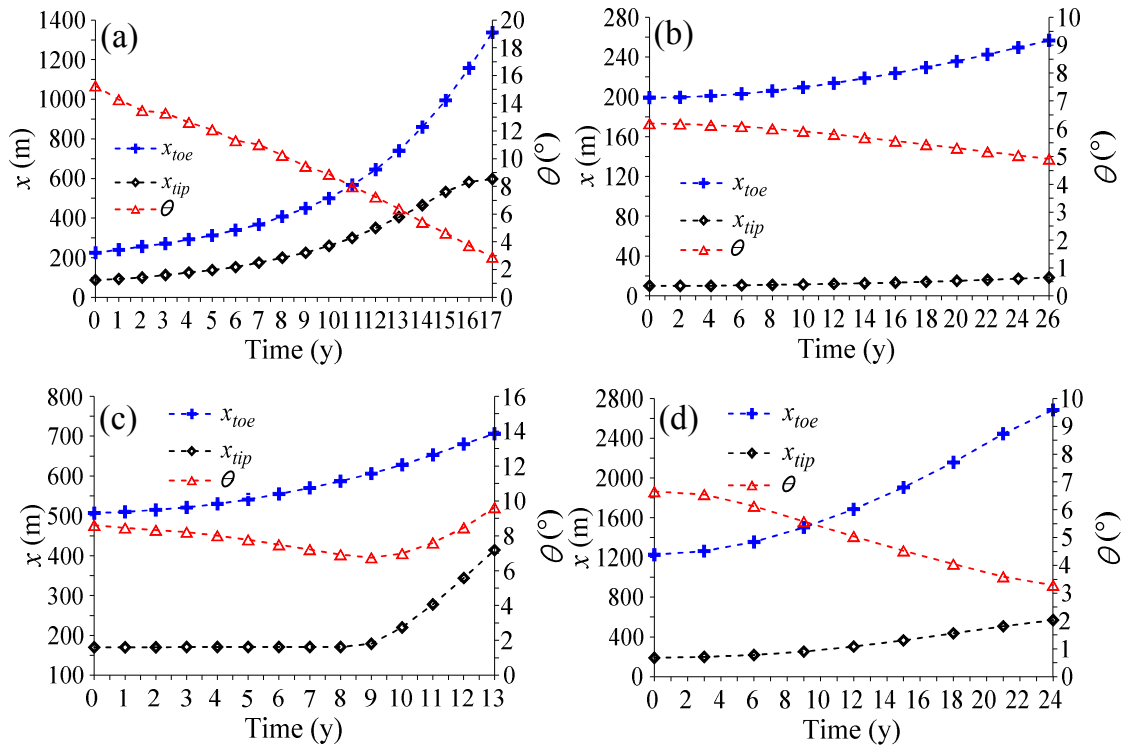 (a)
1400
1200
1000
800
600
400
200
0
x (m)
20
18
16
14
12
10
8
6
4
2
0
θ(°)
x_toe
x_tip
θ
0 1 2 3 4 5 6 7 8 9 10 11 12 13 14 15 16 17
Time (y)
(b)
280
240
200
160
120
80
40
0
x (m)
10
9
8
7
6
5
4
3
2
1
0
θ (°)
x_toe
x_tip
θ
0 2 4 6 8 10 12 14 16 18 20 22 24 26
Time (y)
(c)
800
700
600
500
400
300
200
100
x (m)
16
14
12
10
8
6
4
2
0
θ (°)
x_toe
x_tip
θ
0 1 2 3 4 5 6 7 8 9 10 11 12 13
Time (y)
(d)
2800
2400
2000
1600
1200
800
400
0
x (m)
10
9
8
7
6
5
4
3
2
1
0
θ (°)
x_toe
x_tip
θ
0 2 4 6 8 10 12 14 16 18 20 22 24
Time (y)